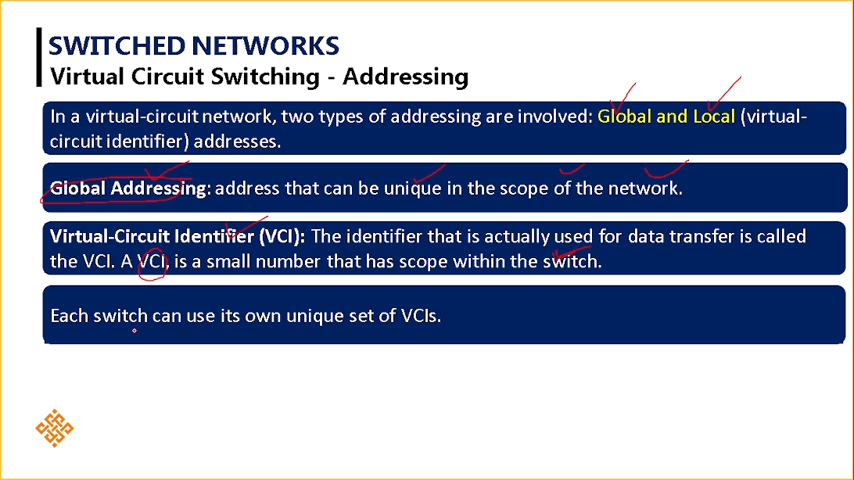 SWITCHED NETWORKS
Virtual Circuit Switching - Addressing
In a virtual-circuit network, two types of addressing are involved: Global and Local (virtual-
circuit identifier) addresses.
Global Addressing: address that can be unique in the scope of the network.
Virtual-Circuit Identifier (VCI): The identifier that is actually used for data transfer is called
the VCI. A VCI, is a small number that has scope within the switch.
Each switch can use its own unique set of VCIs.